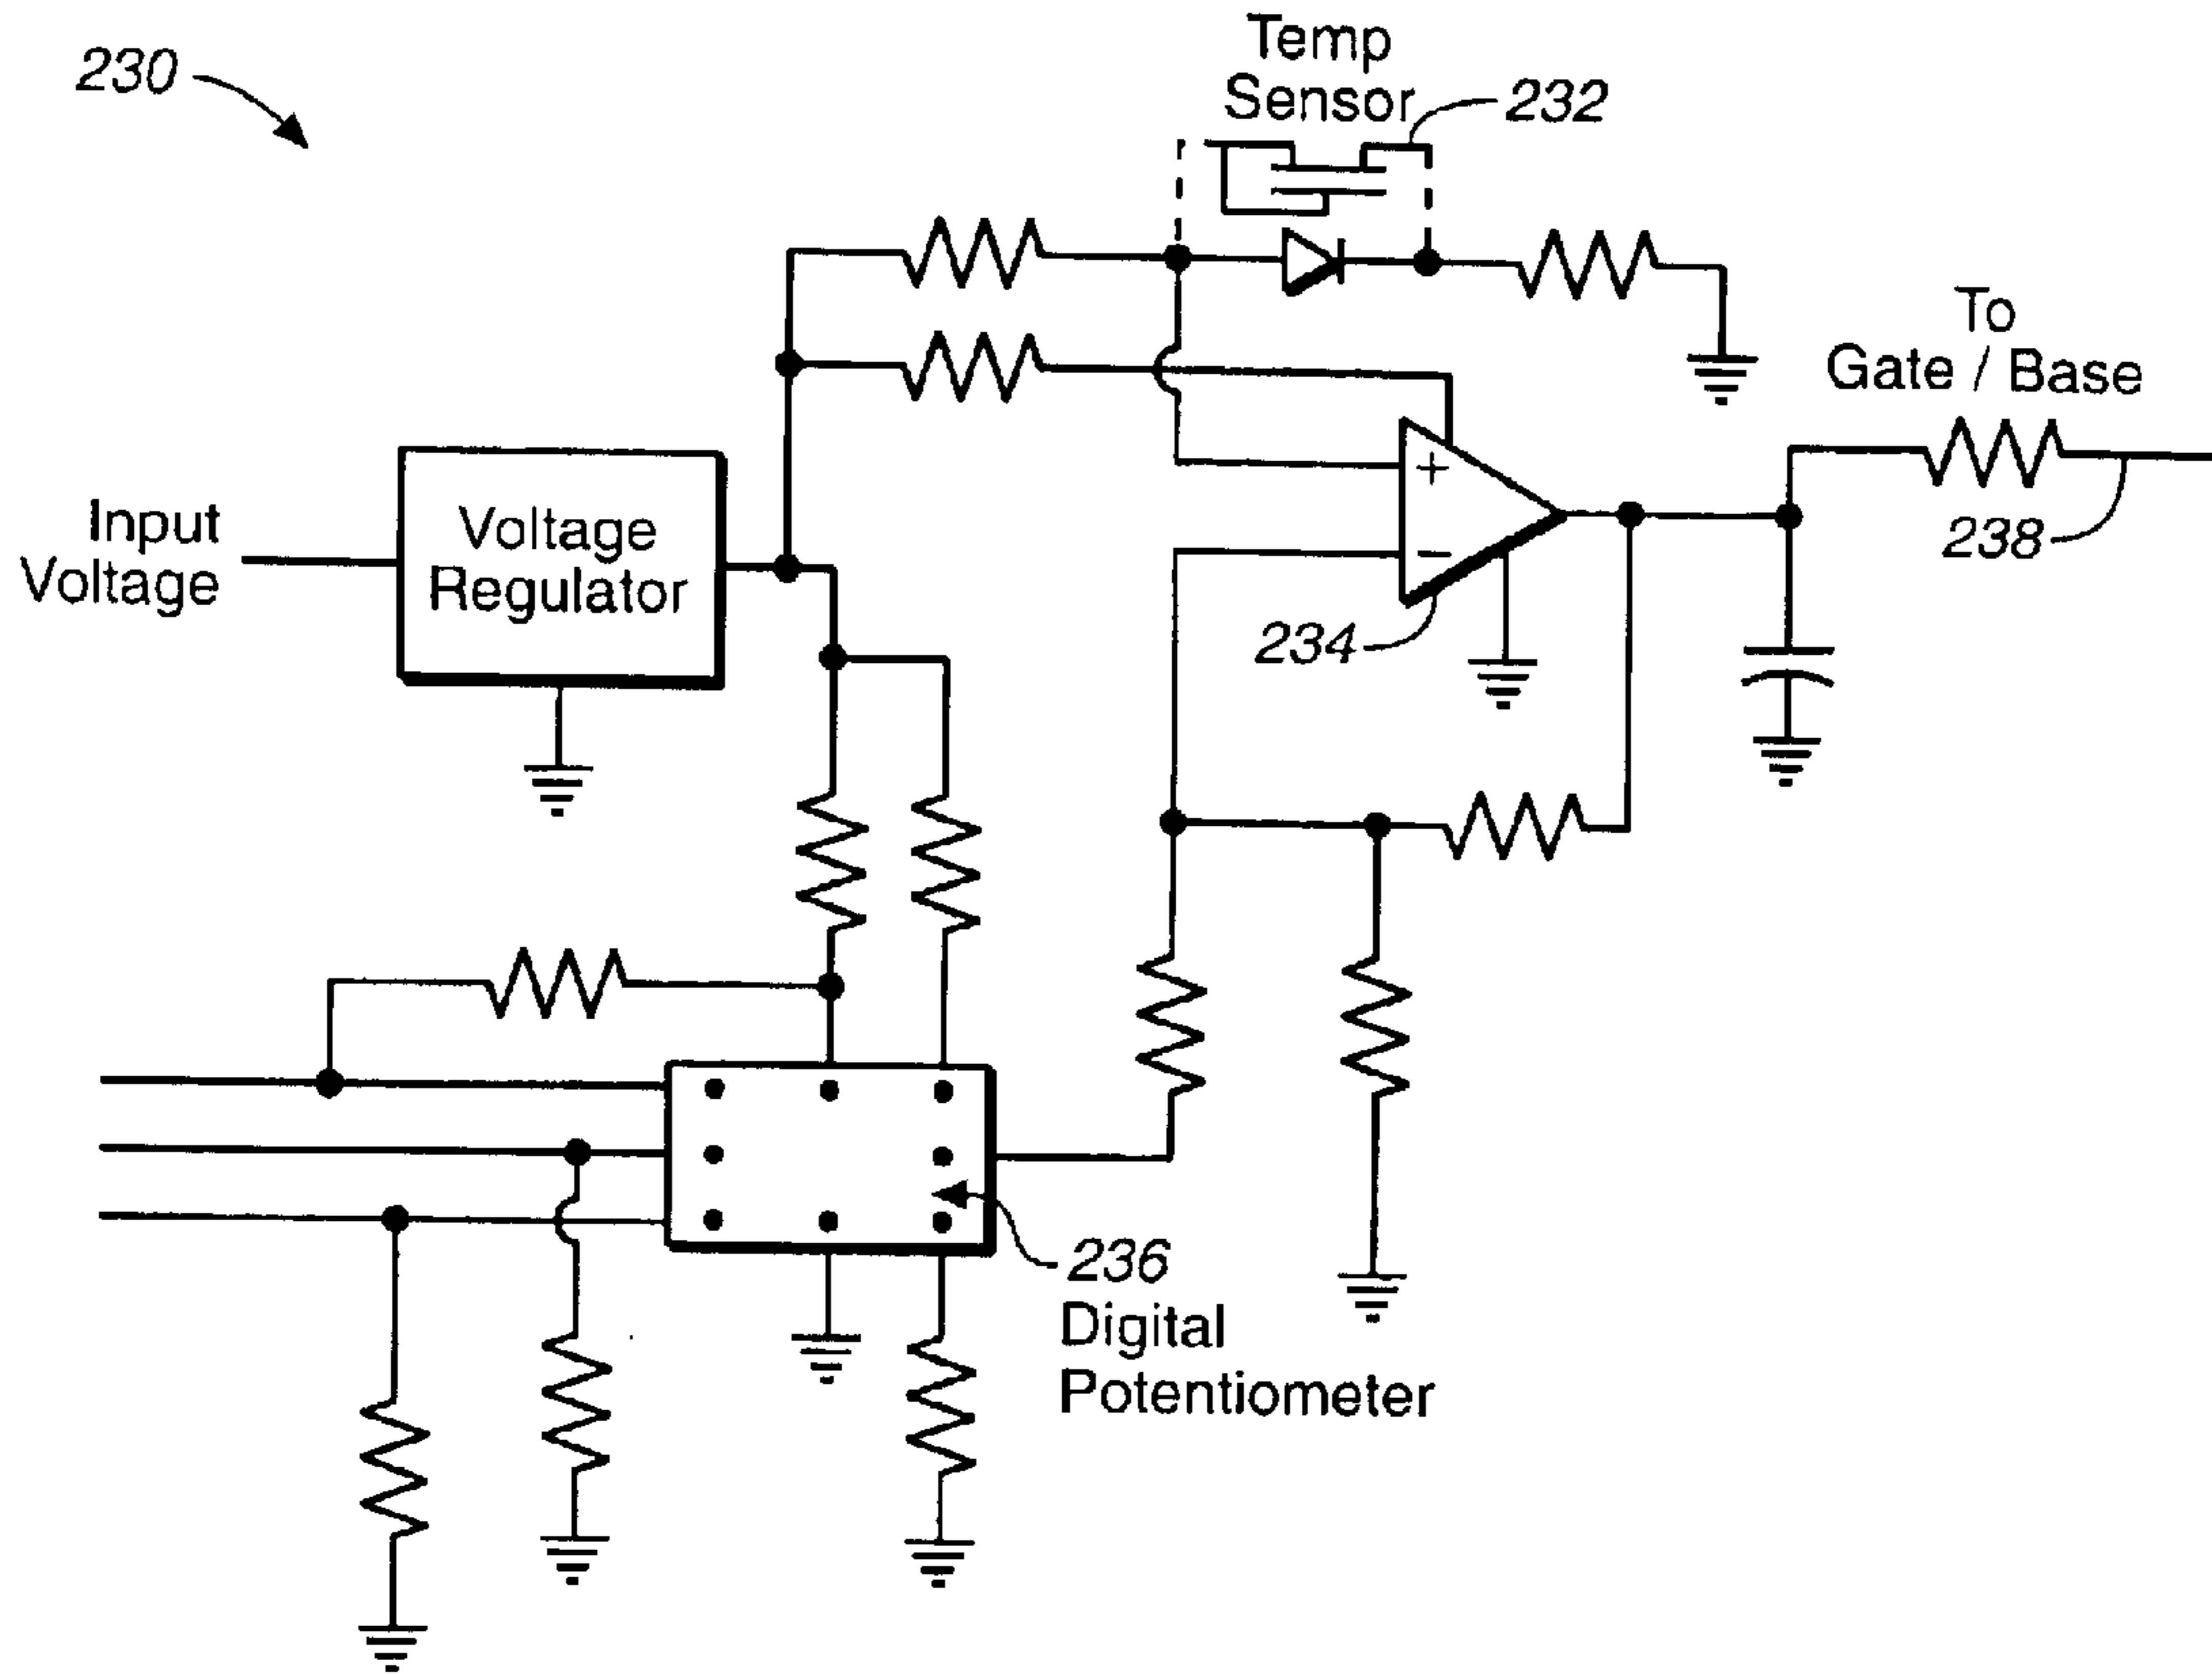 230
Temp
Sensor
232
To
Gate / Base
Input
Voltage
Voltage
Regulator
+
−
234
238
236
Digital
Potentiometer